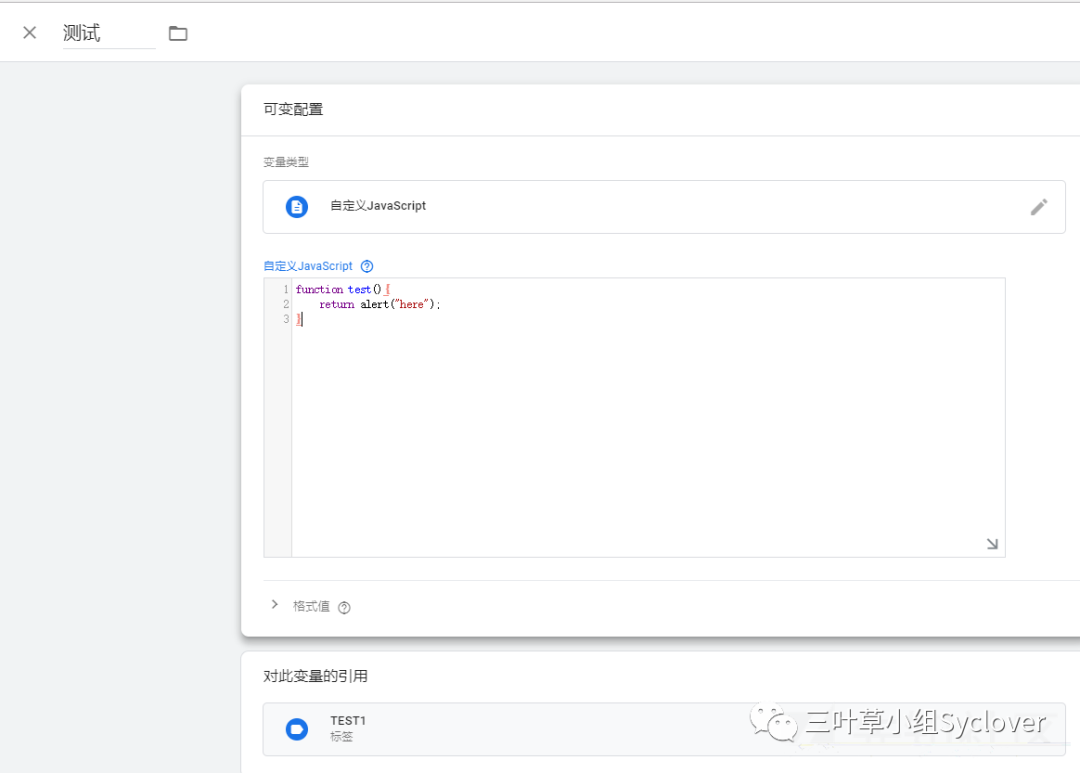 测试
可变配置
变量类型
自定义JavaScript
自定义JavaScript
1 function test(){
2 return alert("here");
3 }
格式值
对此变量的引用
TEST1
标签
三叶草小组Syclover